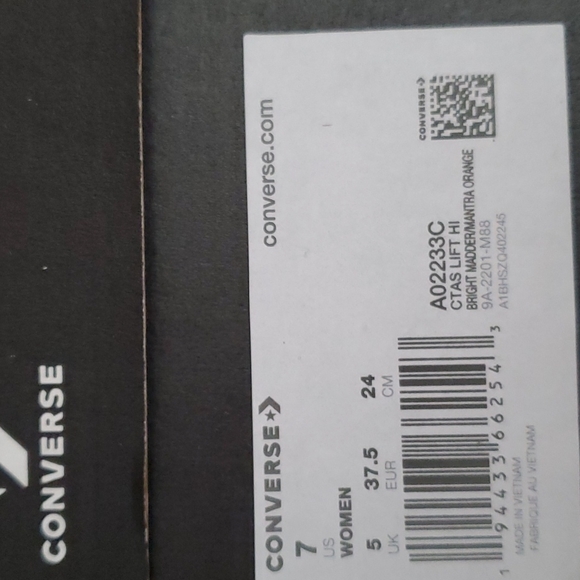 CONVERSE
CONVERSE
converse.com
7
US
WOMEN
5 37.5 24
UK EUR CM
1 94433 66254 3
MADE IN VIETNAM
FABRIQUE AU VIETNAM
CONVERSE
A02233C
CTAS LIFT HI
BRIGHT MADDER/MANTRA ORANGE
9A-2201-M88
A1BHSZQ402245